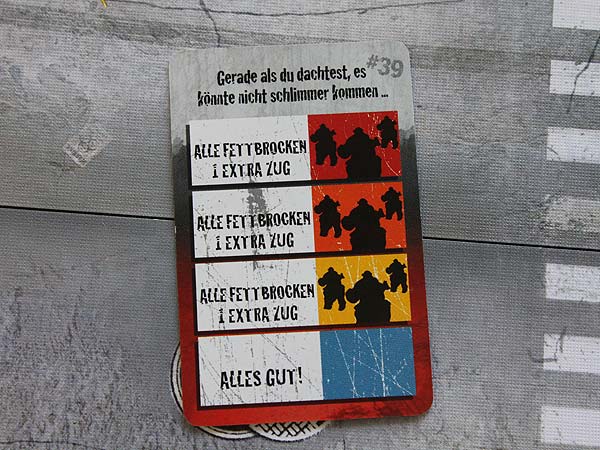 #39
Gerade als du dachtest, es
könnte nicht schlimmer kommen ...
ALLE FETTBROCKEN
1 EXTRA ZUG
ALLE FETTBROCKEN
1 EXTRA ZUG
ALLE FETTBROCKEN
1 EXTRA ZUG
ALLES GUT!